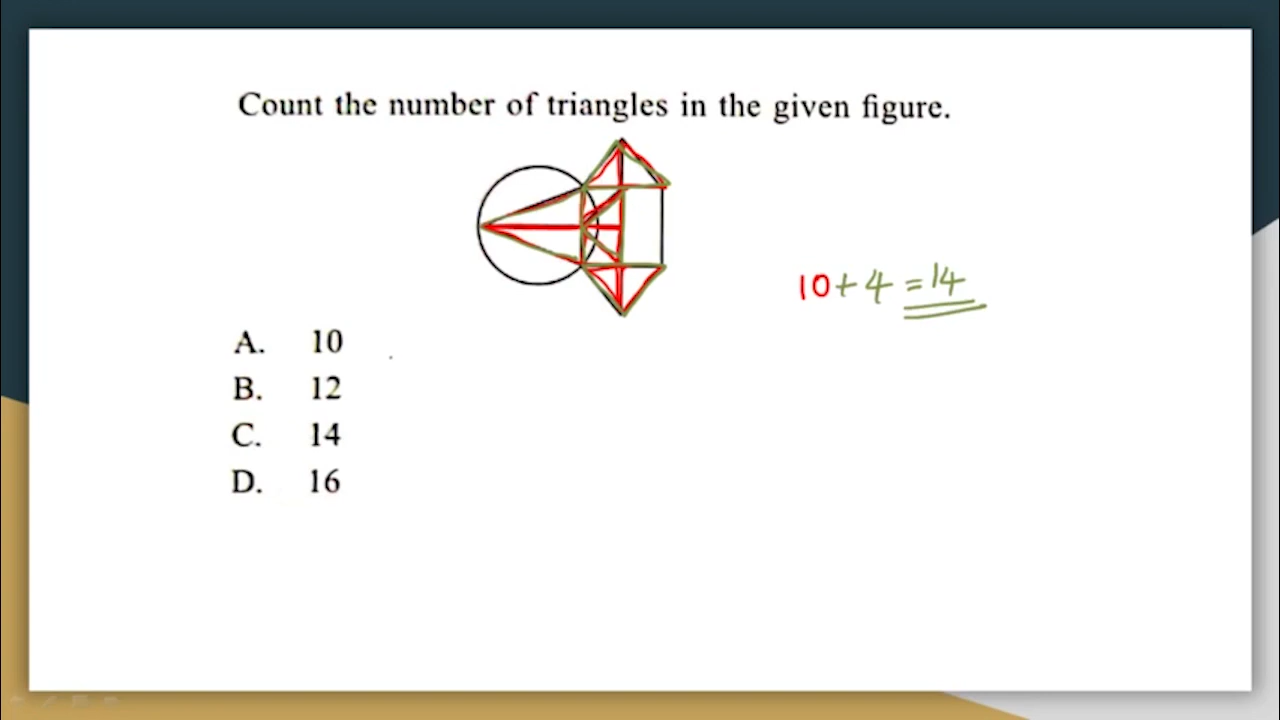 Count the number of triangles in the given figure.
10+4=14
A. 10
B. 12
C. 14
D. 16